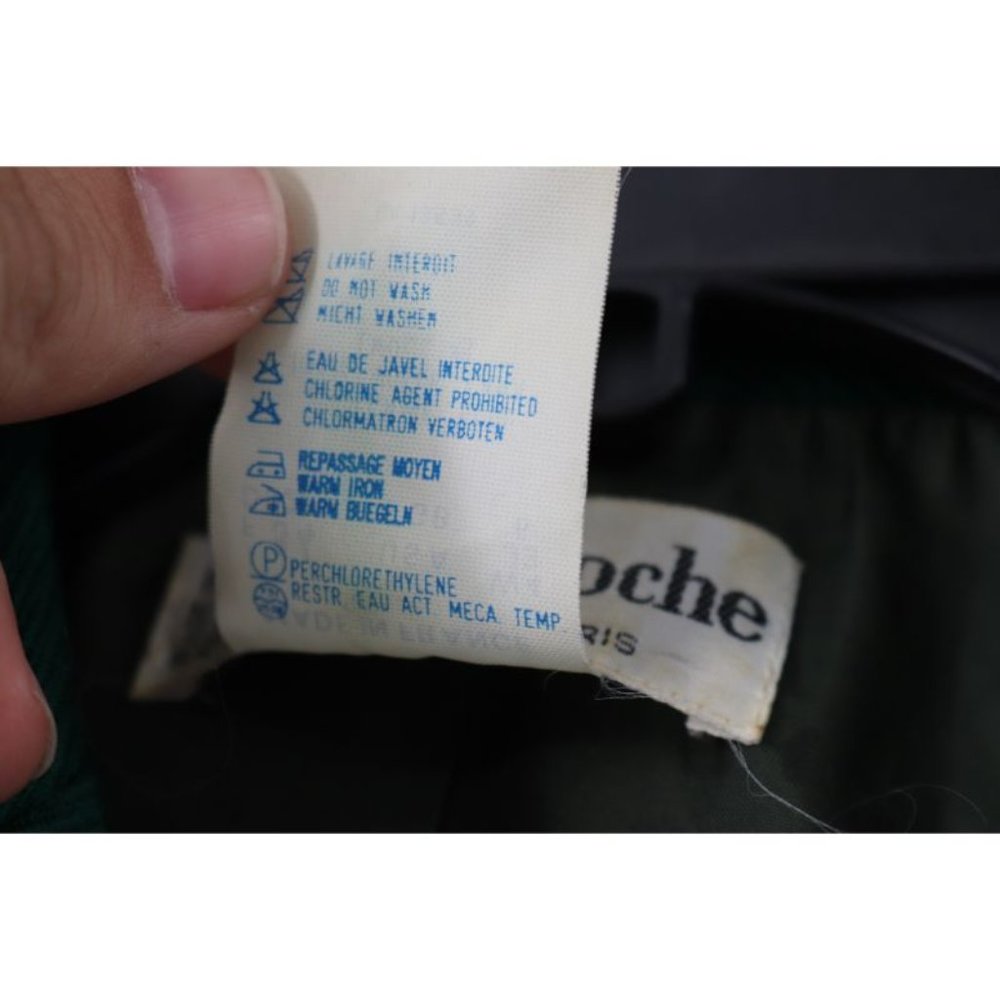 LAVAGE INTERDIT
DO NOT WASH
NICHT WASHEN
EAU DE JAVEL INTERDITE
CHLORINE AGENT PROHIBITED
CHLORMATRON VERBOTEN
REPASSAGE MOYEN
WARM IRON
WARM BUEGELN
P
PERCHLORETHYLENE
RESTR. EAU ACT. MECA. TEMP
oche
RIS